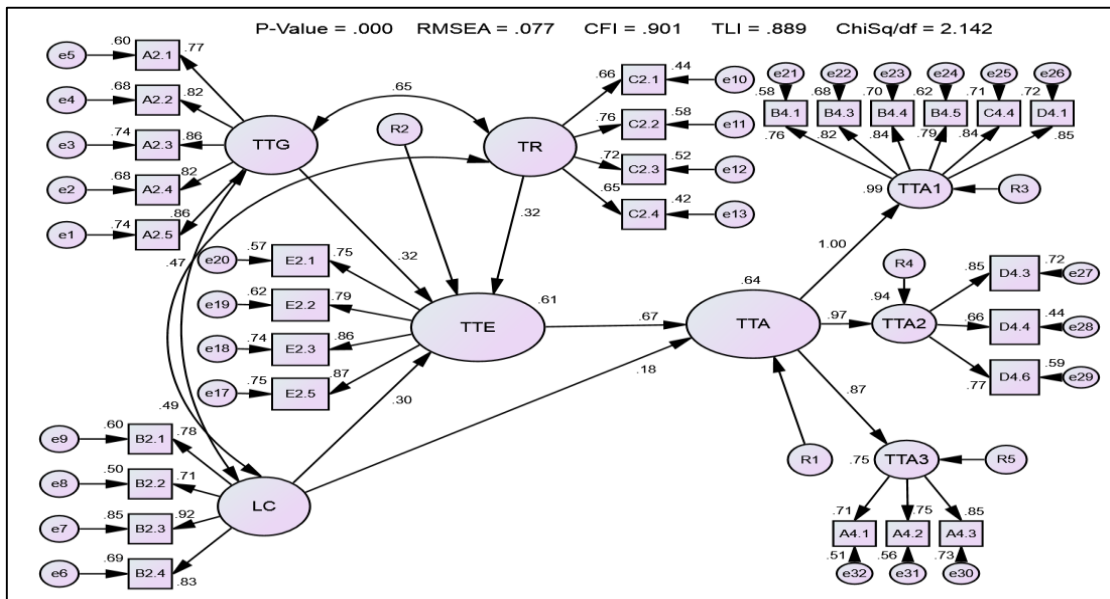 P-Value = .000 RMSEA = .077 CFI = .901 TLI = .889 ChiSq/df = 2.142
e5 .60 A2.1 .77
e4 .68 A2.2 .82
e3 .74 A2.3 .86
e2 .68 A2.4 .82
e1 .74 A2.5 .86
TTG
.65
R2
TR
.66 C2.1 .44 e10
.76 C2.2 .58 e11
.72 C2.3 .52 e12
.65 C2.4 .42 e13
e21 e22 e23 e24 e25 e26
.58 .68 .70 .62 .71 .72
B4.1 B4.3 B4.4 B4.5 C4.4 D4.1
.76 .82 .84 .79 .84 .85
.99 TTA1 R3
.47
.32
.32
1.00
e20 .57 E2.1 .75
e19 .62 E2.2 .79
e18 .74 E2.3 .86
e17 .75 E2.5 .87
TTE .61
.67
.64
TTA
.97
R4
.94
TTA2
.85 D4.3 .72 e27
.66 D4.4 .44 e28
.77 D4.6 .59 e29
.18
.30
.87
.49
e9 .60 B2.1 .78
e8 .50 B2.2 .71
e7 .85 B2.3 .92
e6 .69 B2.4 .83
LC
R1
.75 TTA3 R5
.71 .75 .85
A4.1 A4.2 A4.3
.51 .56 .73
e32 e31 e30